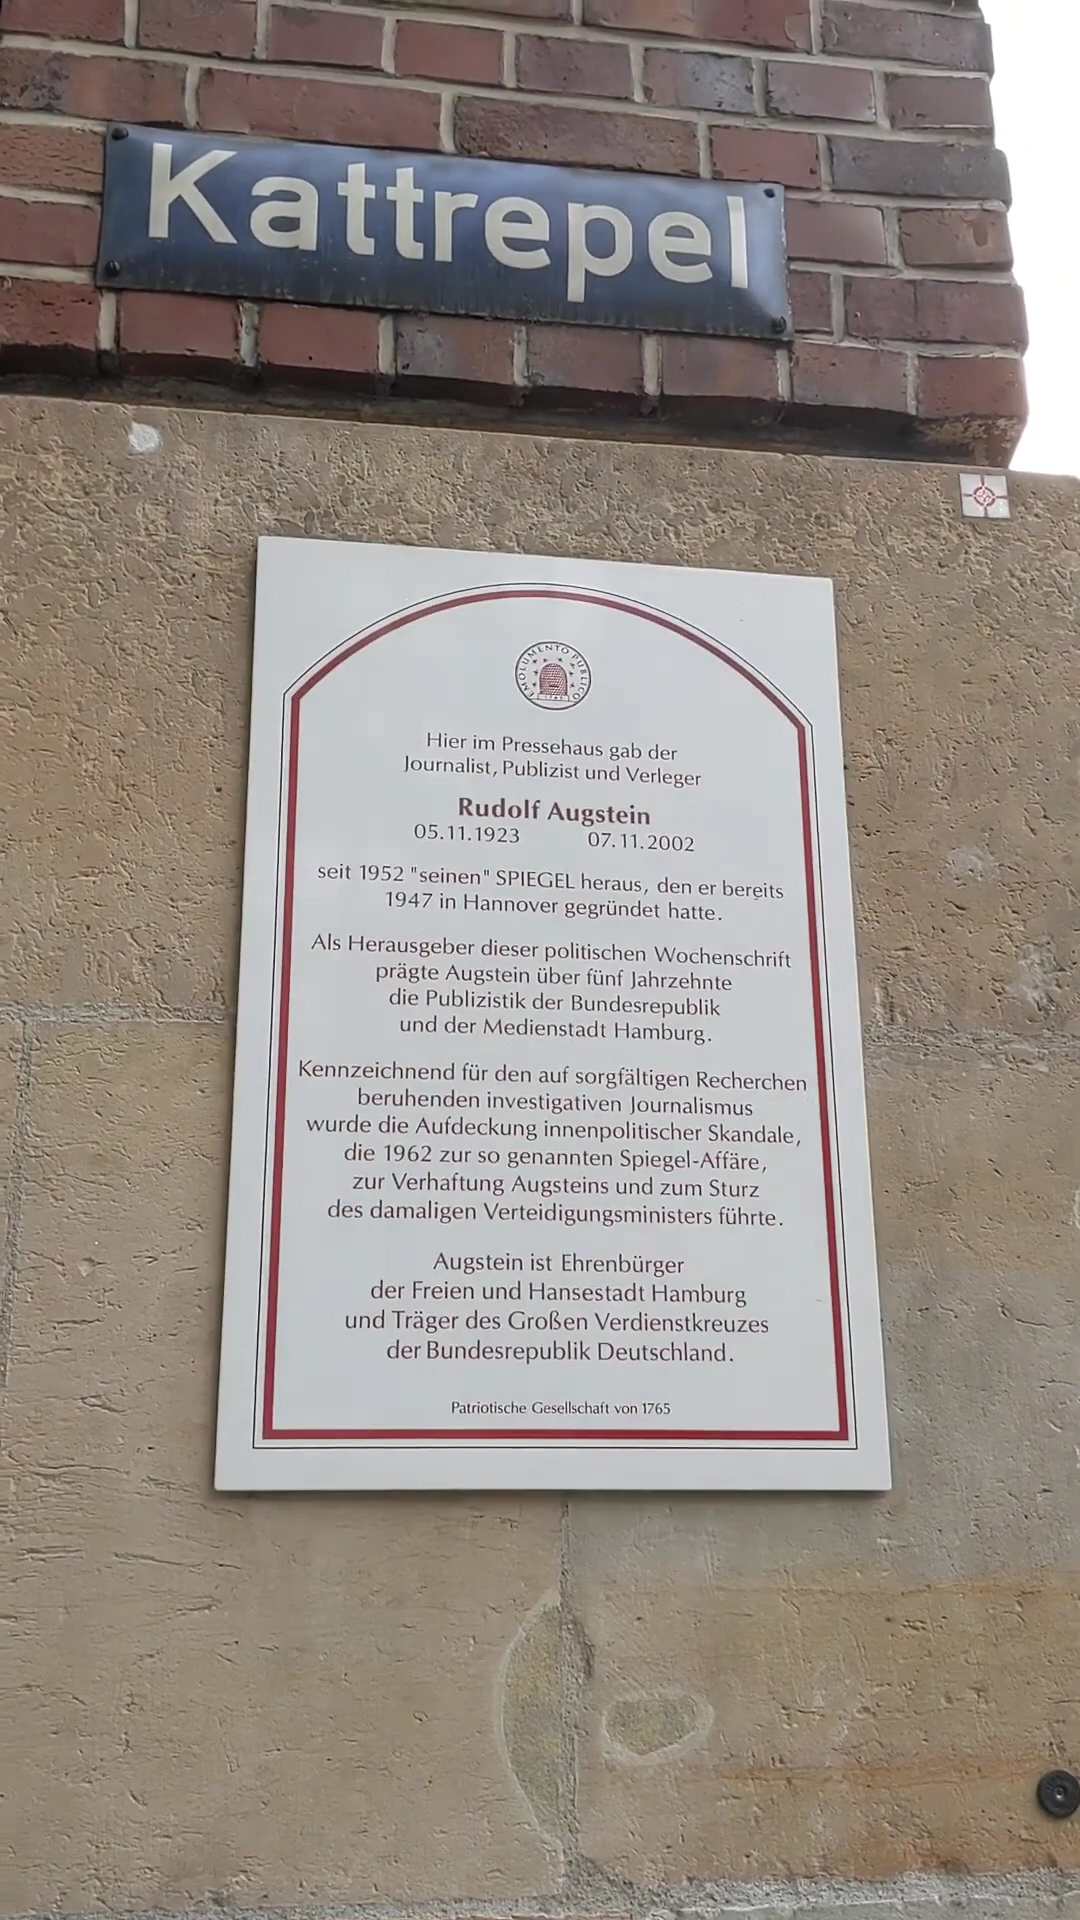 Kattrepel
EMOLUMENTO PUBLICO
1765
Hier im Pressehaus gab der
Journalist, Publizist und Verleger
Rudolf Augstein
05.11.1923 07.11.2002
seit 1952 "seinen" SPIEGEL heraus, den er bereits
1947 in Hannover gegründet hatte.
Als Herausgeber dieser politischen Wochenschrift
prägte Augstein über fünf Jahrzehnte
die Publizistik der Bundesrepublik
und der Medienstadt Hamburg.
Kennzeichnend für den auf sorgfältigen Recherchen
beruhenden investigativen Journalismus
wurde die Aufdeckung innenpolitischer Skandale,
die 1962 zur so genannten Spiegel-Affäre,
zur Verhaftung Augsteins und zum Sturz
des damaligen Verteidigungsministers führte.
Augstein ist Ehrenbürger
der Freien und Hansestadt Hamburg
und Träger des Großen Verdienstkreuzes
der Bundesrepublik Deutschland.
Patriotische Gesellschaft von 1765